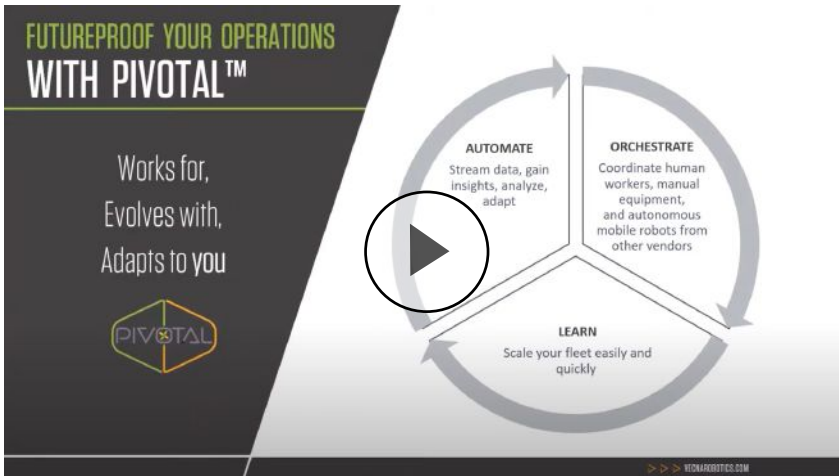 FUTUREPROOF YOUR OPERATIONS
WITH PIVOTAL™
Works for,
Evolves with,
Adapts to you
PIVOTAL
AUTOMATE
Stream data, gain
insights, analyze,
adapt
ORCHESTRATE
Coordinate human
workers, manual
equipment,
and autonomous
mobile robots from
other vendors
LEARN
Scale your fleet easily and
quickly
> > > VECNAROBOTICS.COM